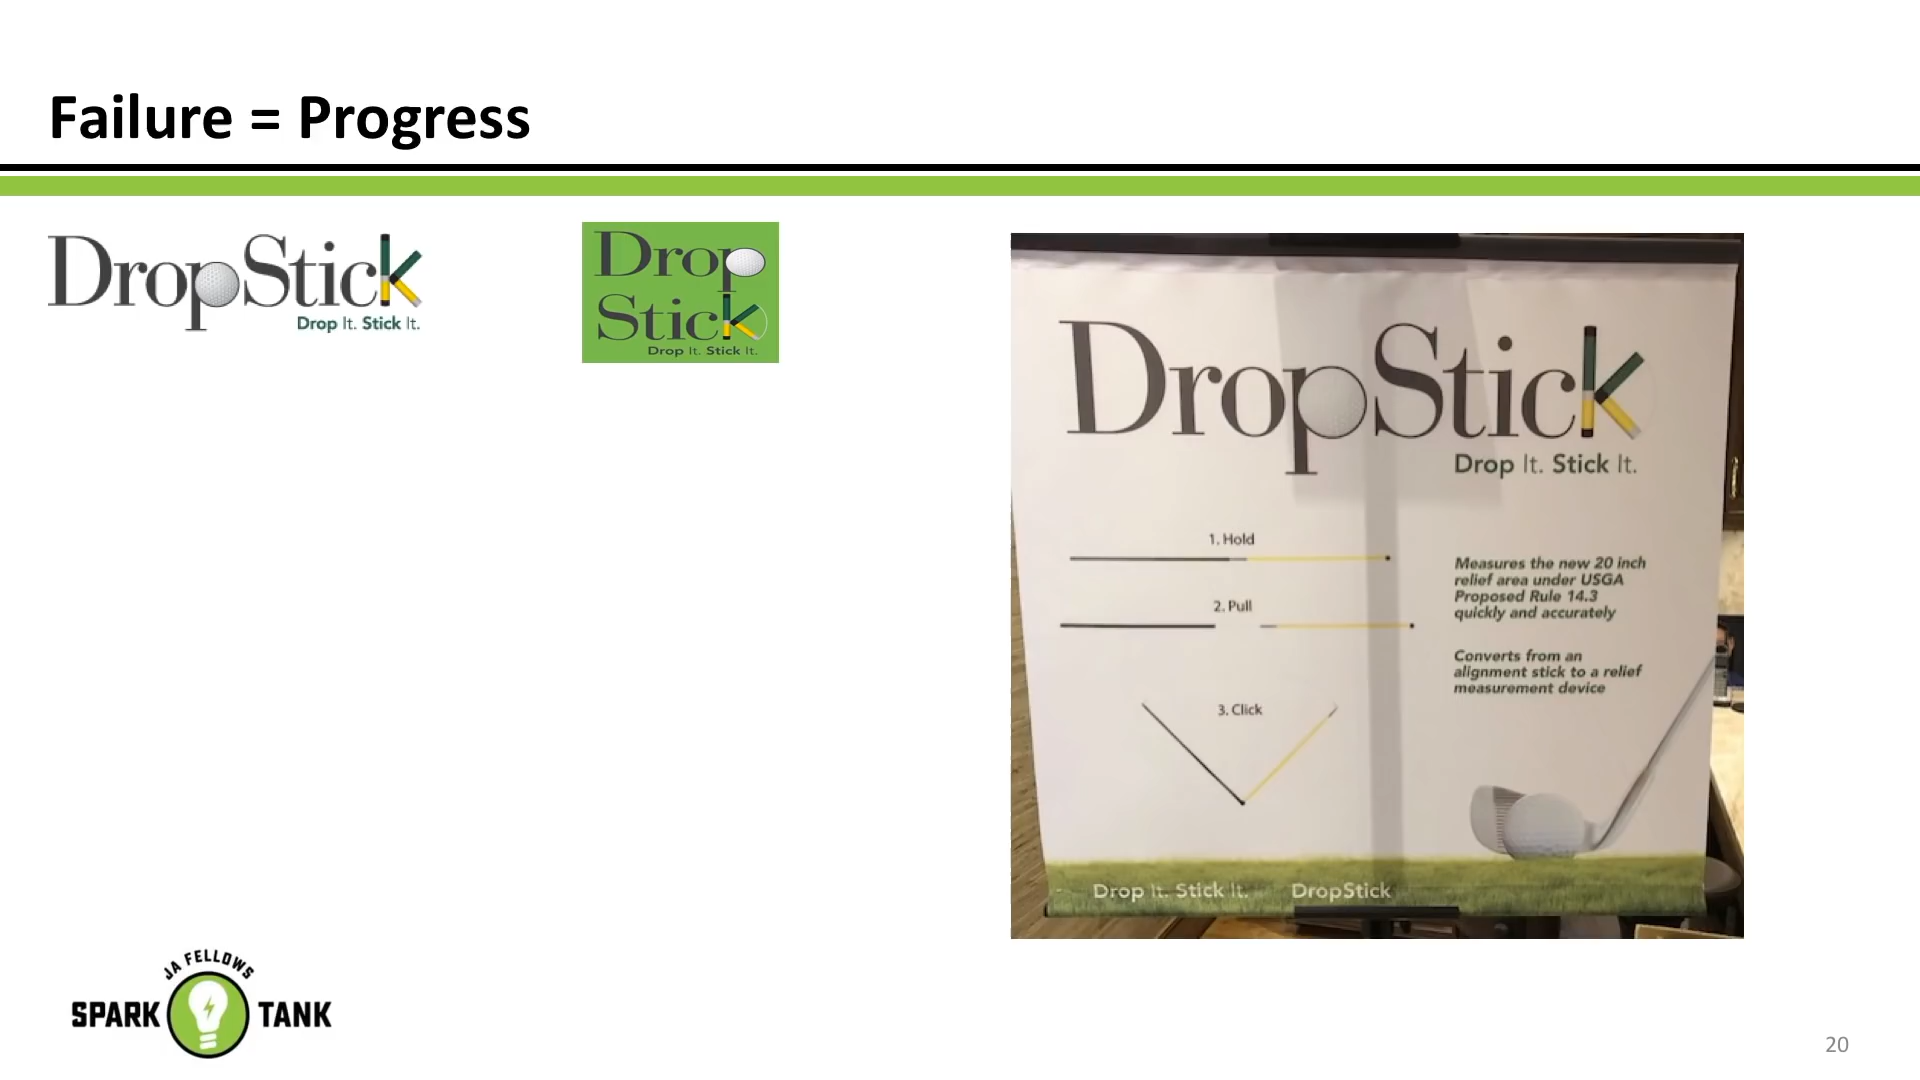 Failure = Progress
DropStick
Drop It. Stick It.
Drop
Stick
Drop It. Stick It.
DropStick
Drop It. Stick It.
1. Hold
2. Pull
3. Click
Measures the new 20 inch
relief area under USGA
Proposed Rule 14.3
quickly and accurately
Converts from an
alignment stick to a relief
measurement device
Drop It. Stick It. DropStick
JA FELLOWS
SPARK TANK
20